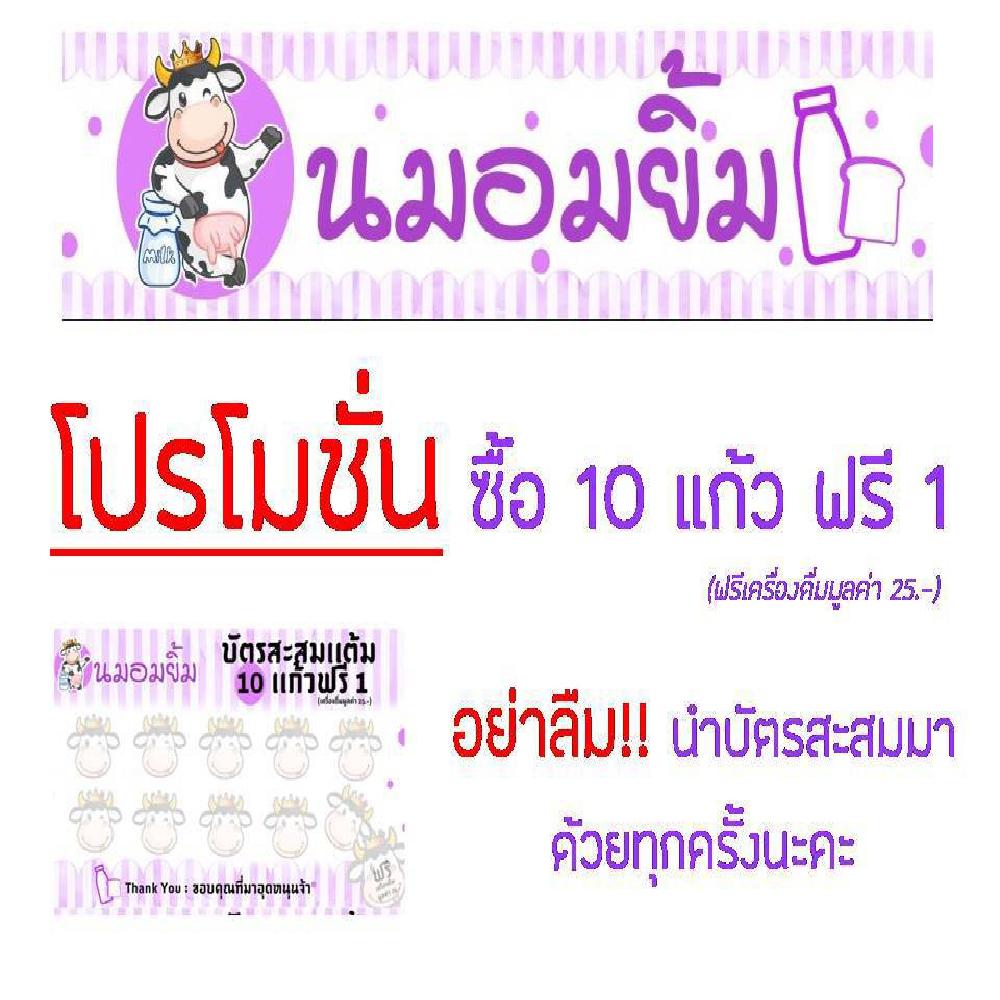 นมอมยิ้ม
milk
โปรโมชั่น ซื้อ 10 แก้ว ฟรี 1
(ฟรีเครื่องดื่มมูลค่า 25.-)
นมอมยิ้ม
บัตรสะสมแต้ม
10 แก้วฟรี 1
(เครื่องดื่มมูลค่า 25.-)
ฟรี
Thank You : ขอบคุณที่มาอุดหนุนจ้า
อย่าลืม!! นำบัตรสะสมมา
ด้วยทุกครั้งนะคะ